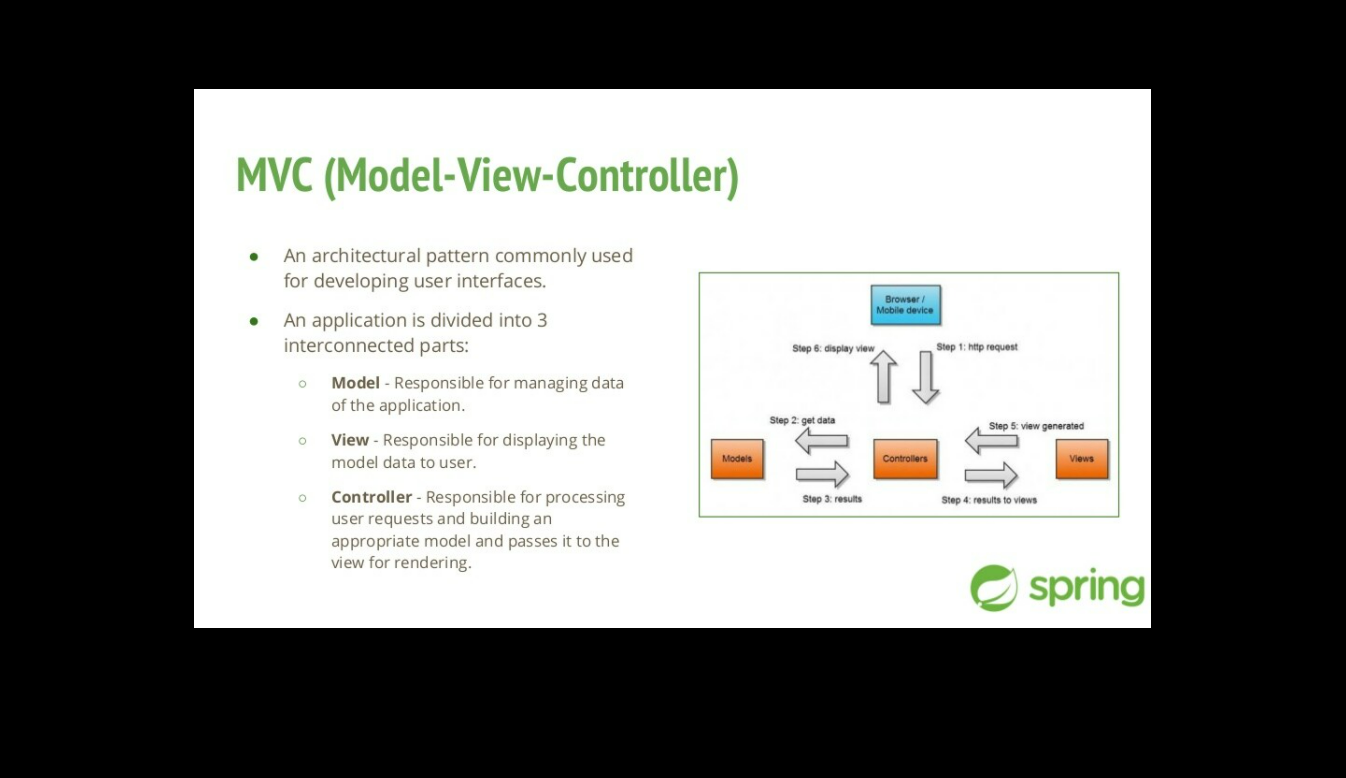 MVC (Model-View-Controller)
● An architectural pattern commonly used
for developing user interfaces.
● An application is divided into 3
interconnected parts:
○ Model - Responsible for managing data
of the application.
○ View - Responsible for displaying the
model data to user.
○ Controller - Responsible for processing
user requests and building an
appropriate model and passes it to the
view for rendering.
Browser /
Mobile device
Step 6: display view
Step 1: http request
Step 2: get data
Step 5: view generated
Models
Controllers
Views
Step 3: results
Step 4: results to views
spring